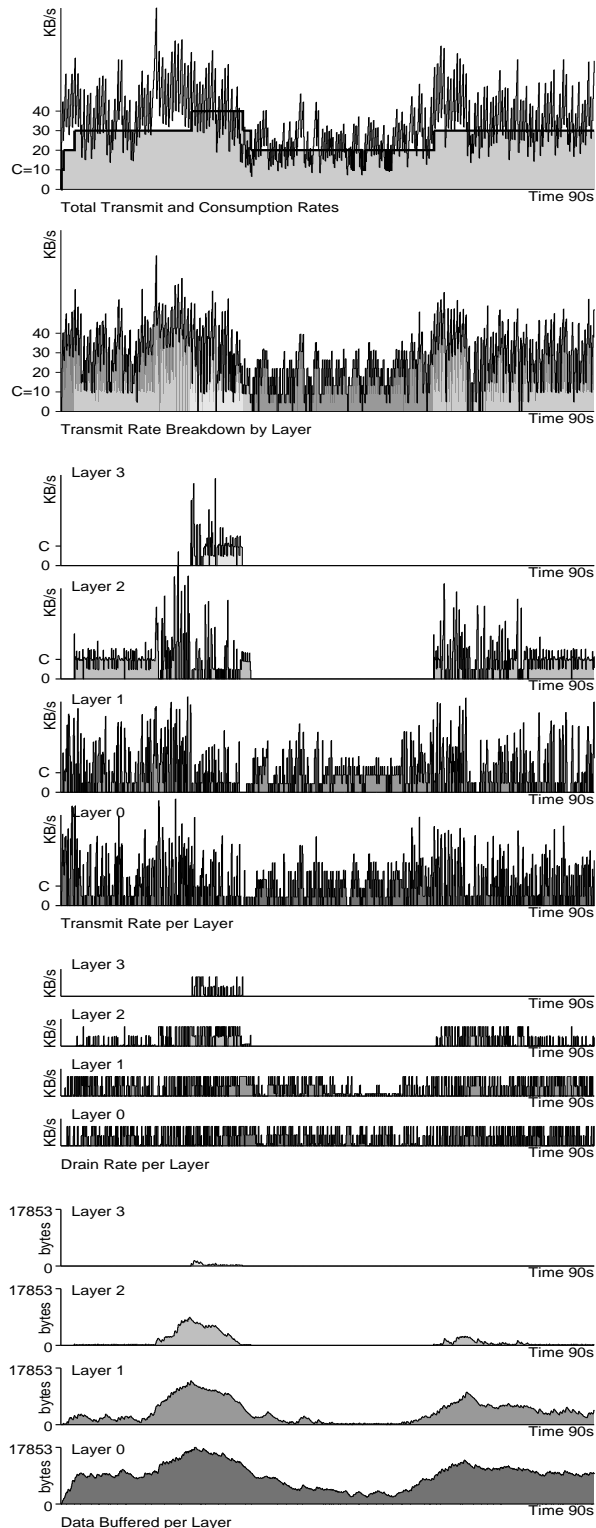 KB/s
40
30
20
C=10
0
Time 90s
Total Transmit and Consumption Rates
KB/s
40
30
20
C=10
0
Time 90s
Transmit Rate Breakdown by Layer
Layer 3
KB/s
C
0
Time 90s
Layer 2
KB/s
C
0
Time 90s
Layer 1
KB/s
C
0
Time 90s
Layer 0
KB/s
C
0
Time 90s
Transmit Rate per Layer
Layer 3
KB/s
Time 90s
Layer 2
KB/s
Time 90s
Layer 1
KB/s
Time 90s
Layer 0
KB/s
Time 90s
Drain Rate per Layer
17853
Layer 3
bytes
0
Time 90s
17853
Layer 2
bytes
0
Time 90s
17853
Layer 1
bytes
0
Time 90s
17853
Layer 0
bytes
0
Time 90s
Data Buffered per Layer